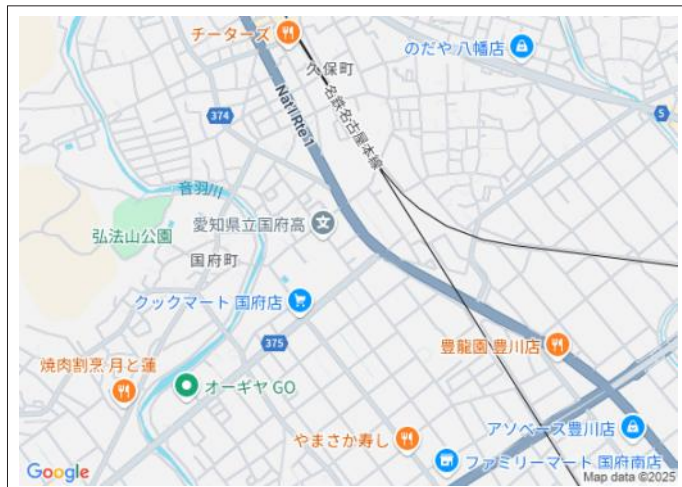 チーターズ
のだや 八幡店
久保町
374
Nat'l Rte 1
名鉄名古屋本線
5
音羽川
愛知県立国府高
弘法山公園
国府町
クックマート 国府店
375
豊龍園 豊川店
焼肉割烹 月と蓮
オーギヤ GO
やまさか寿し
アソベース豊川店
ファミリーマート 国府南店
Google
Map data ©2025